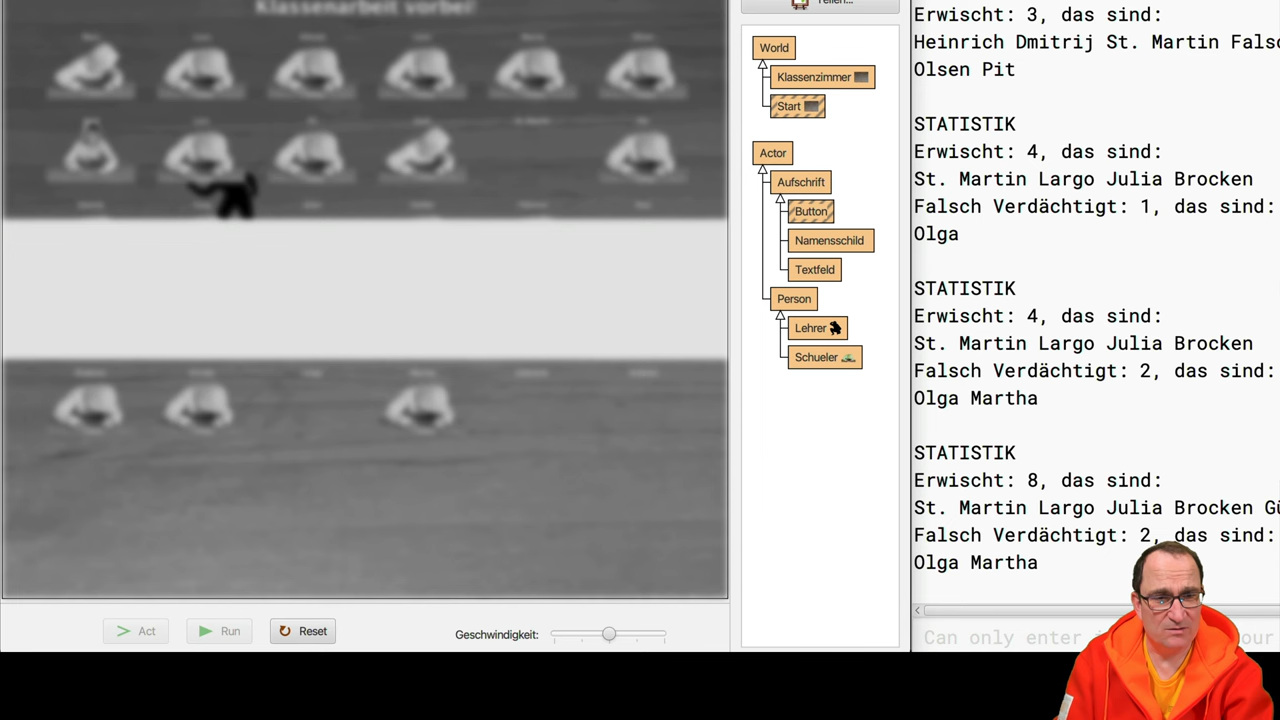 Klassenarbeit vorbei!
Teilen...
World
Klassenzimmer
Start
Actor
Aufschrift
Button
Namensschild
Textfeld
Person
Lehrer
Schueler
Act
Run
Reset
Geschwindigkeit:
Erwischt: 3, das sind:
Heinrich Dmitrij St. Martin Falsc
Olsen Pit
STATISTIK
Erwischt: 4, das sind:
St. Martin Largo Julia Brocken
Falsch Verdächtigt: 1, das sind:
Olga
STATISTIK
Erwischt: 4, das sind:
St. Martin Largo Julia Brocken
Falsch Verdächtigt: 2, das sind:
Olga Martha
STATISTIK
Erwischt: 8, das sind:
St. Martin Largo Julia Brocken Gü
Falsch Verdächtigt: 2, das sind:
Olga Martha
Can only enter
our